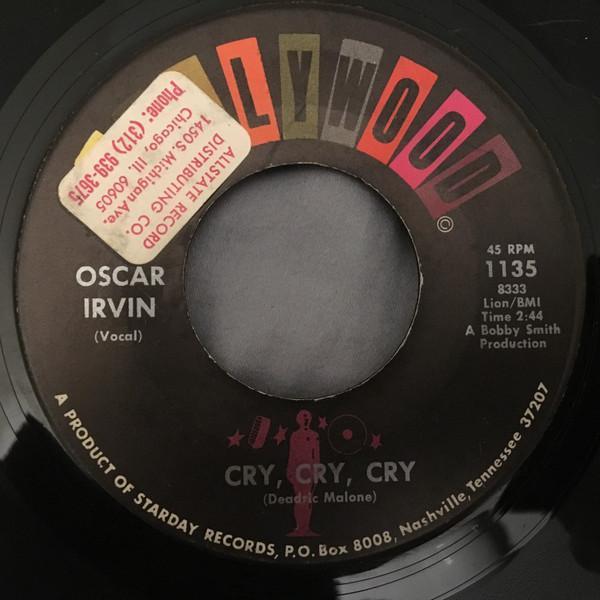 LYWOOD
©
ALLSTATE RECORD
DISTRIBUTING CO.
1450 S. Michigan Ave.
Chicago, Ill. 60605
Phone: (312) 939-3675
OSCAR
IRVIN
(Vocal)
45 RPM
1135
8333
Lion/BMI
Time 2:44
A Bobby Smith
Production
CRY, CRY, CRY
(Deadric Malone)
A PRODUCT OF STARDAY RECORDS, P.O. Box 8008, Nashville, Tennessee 37207